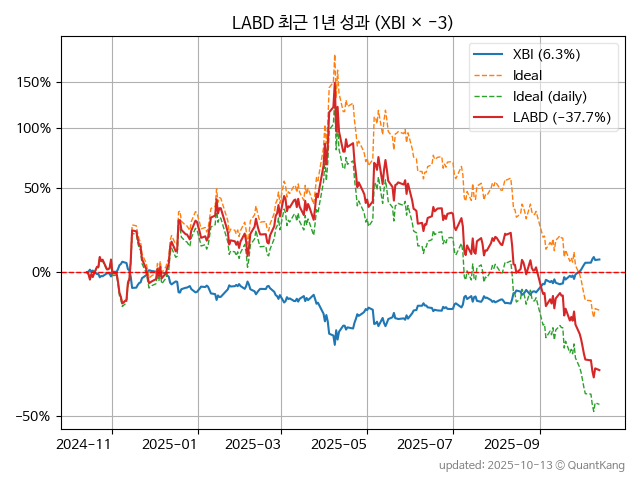 LABD 최근 1년 성과 (XBI × −3)
XBI (6.3%)
Ideal
Ideal (daily)
LABD (−37.7%)
150%
100%
50%
0%
−50%
2024-11
2025-01
2025-03
2025-05
2025-07
2025-09
updated: 2025-10-13 © QuantKang